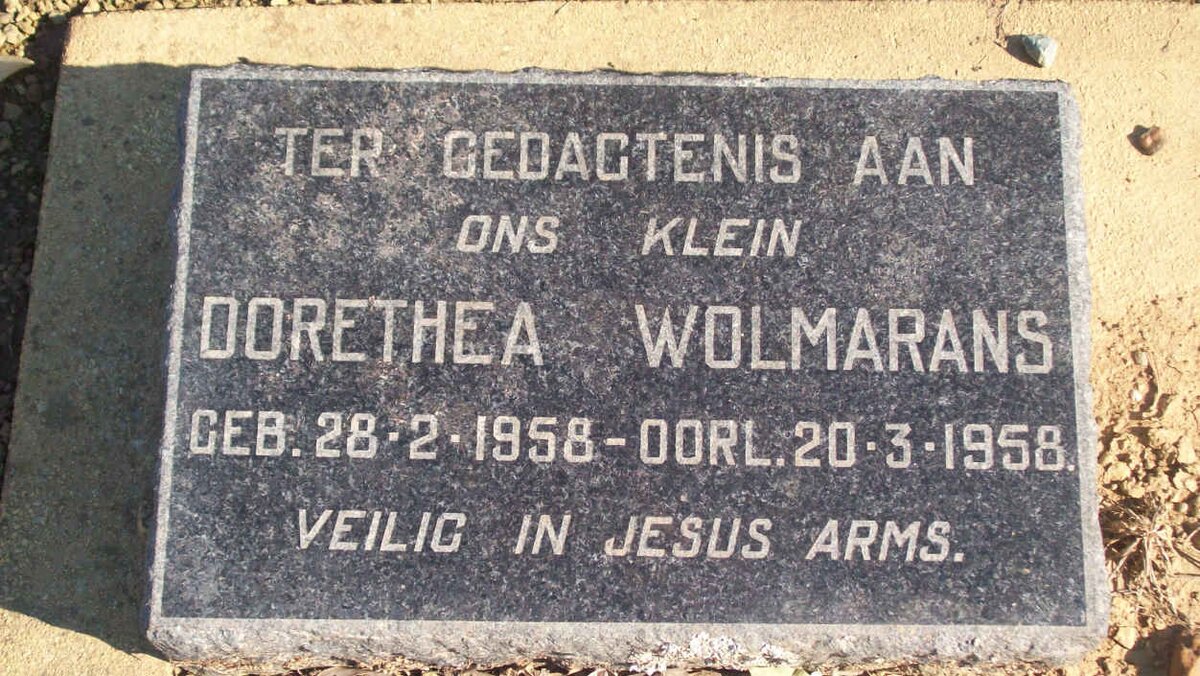 TER GEDAGTENIS AAN
ONS KLEIN
DORETHEA WOLMARANS
GEB. 28·2·1958 – OORL. 20·3·1958.
VEILIG IN JESUS ARMS.